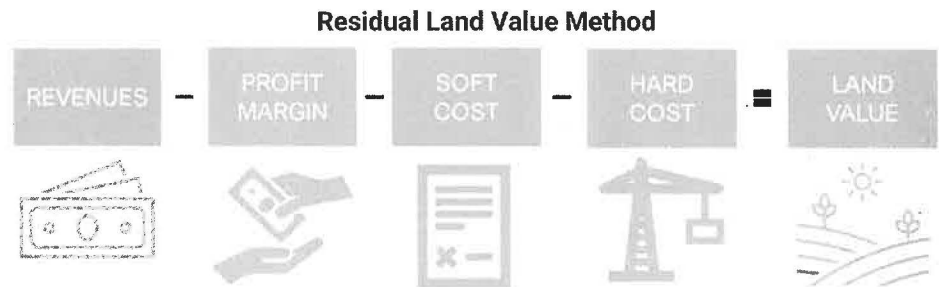 Residual Land Value Method
REVENUES - PROFIT MARGIN - SOFT COST - HARD COST = LAND VALUE